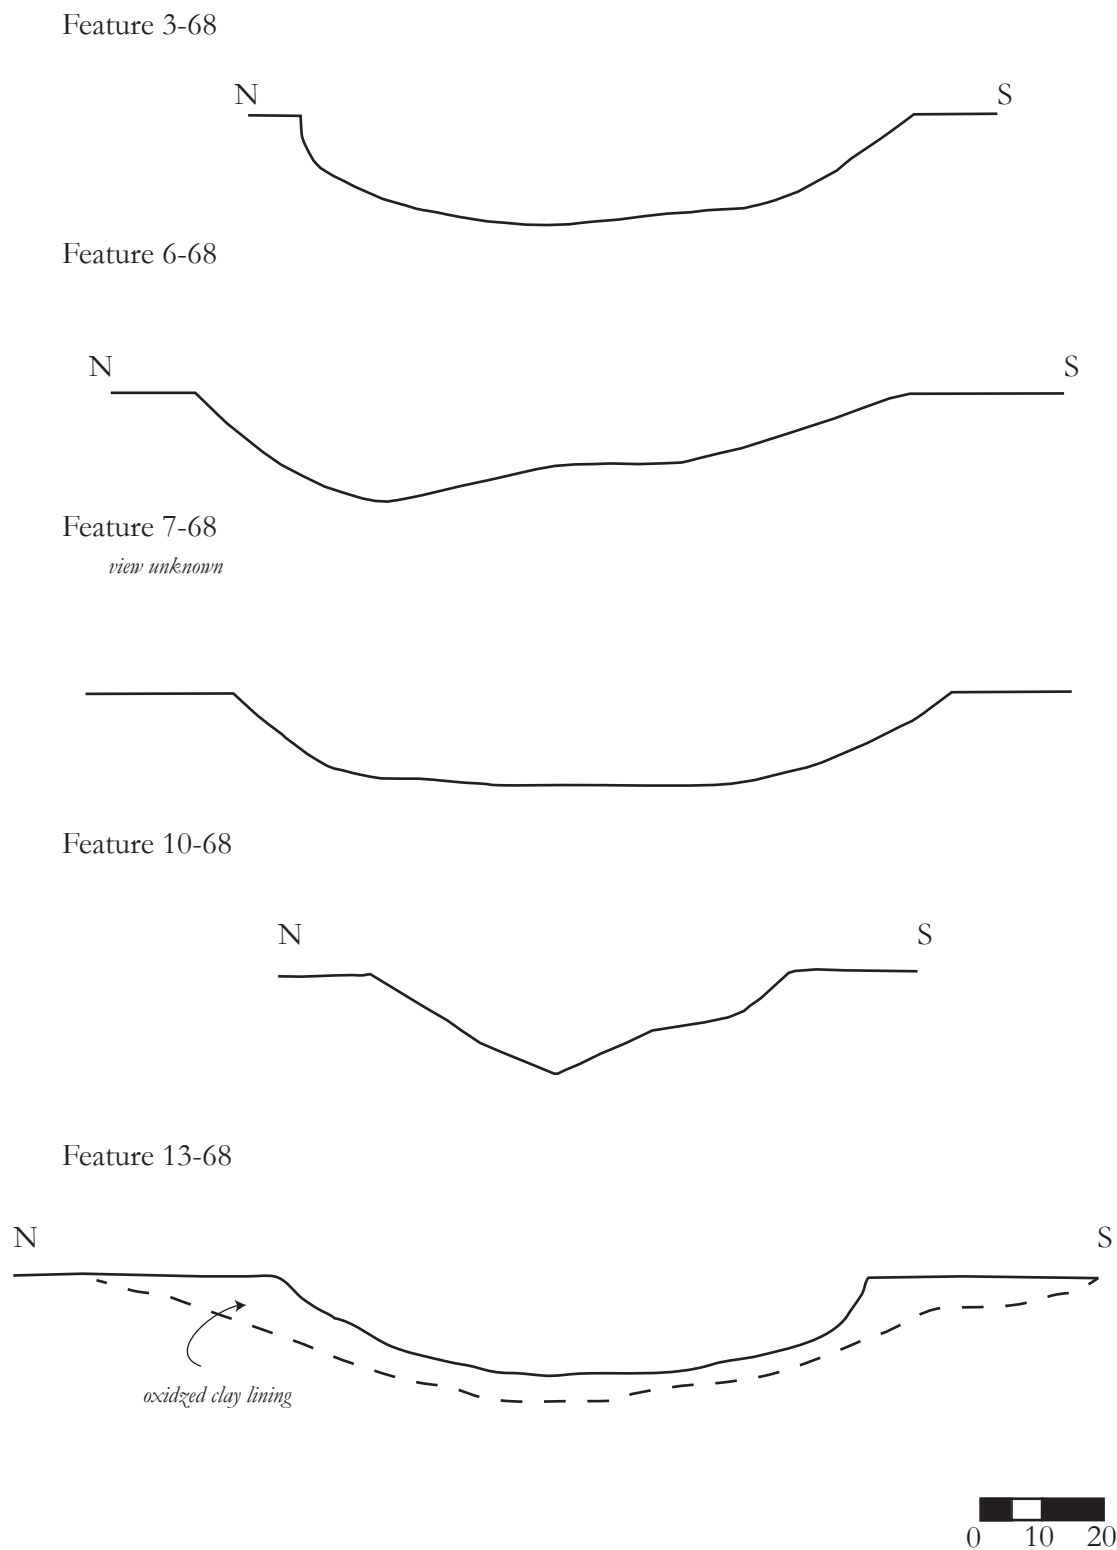 Feature 3-68
N S
Feature 6-68
N S
Feature 7-68
view unknown
Feature 10-68
N S
Feature 13-68
N S
oxidzed clay lining
0 10 20